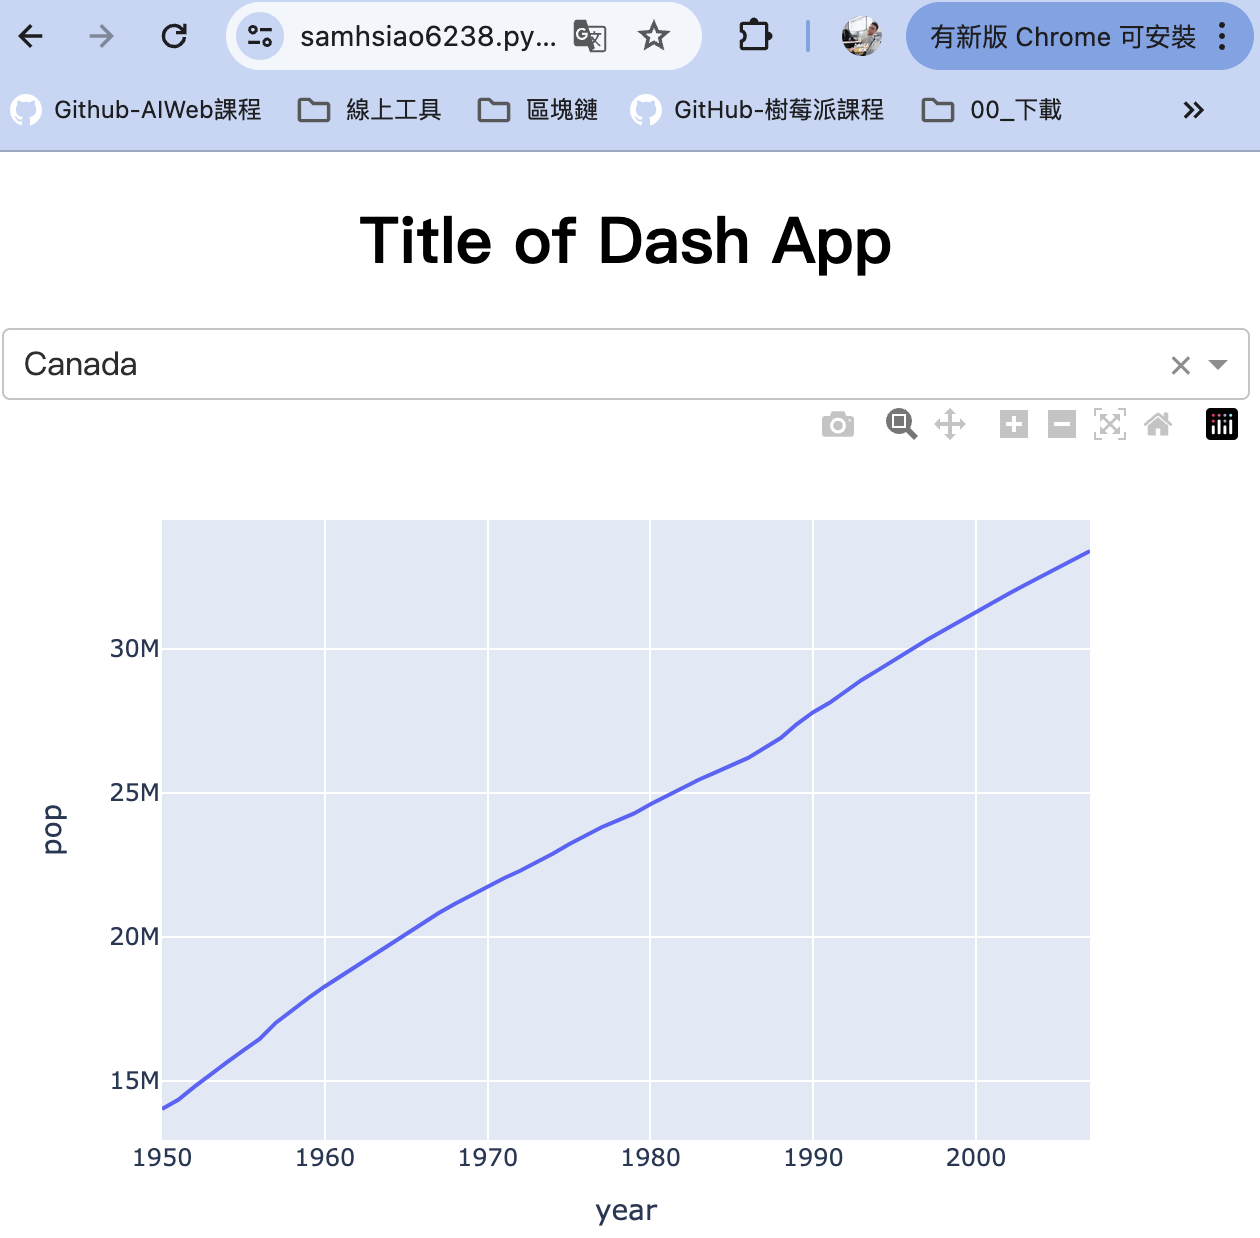 samhsiao6238.py...
有新版 Chrome 可安裝
Github-AIWeb課程
線上工具
區塊鏈
GitHub-樹莓派課程
00_下載
Title of Dash App
Canada
30M
25M
20M
15M
pop
1950 1960 1970 1980 1990 2000
year